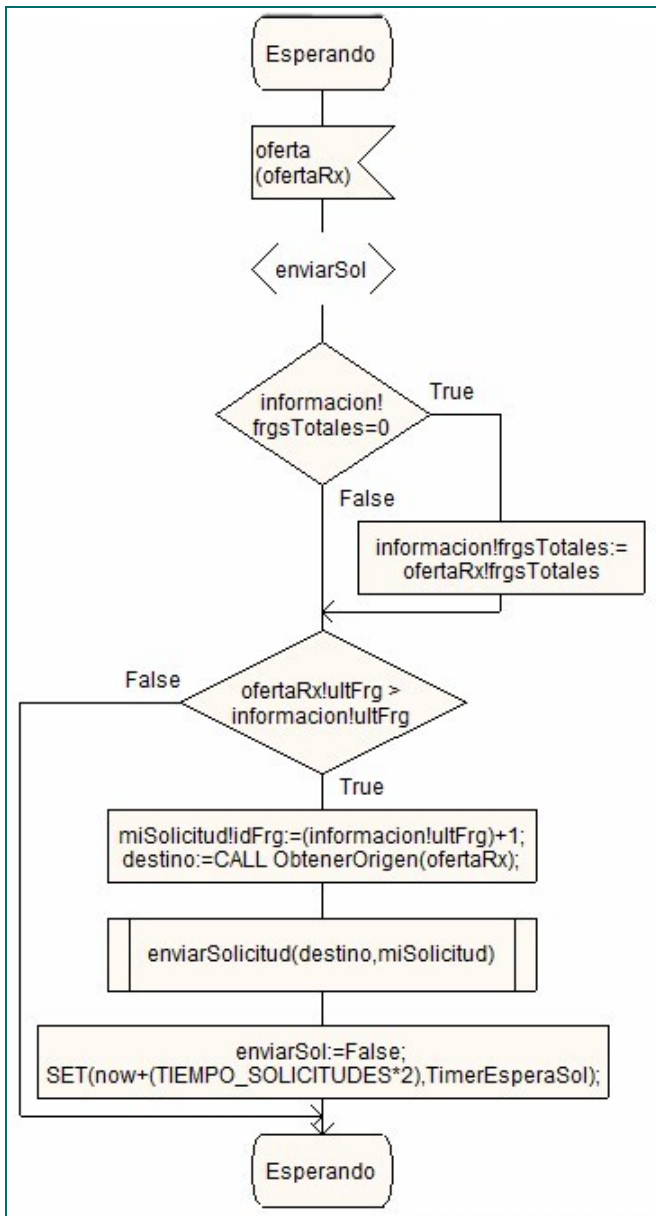 Esperando
oferta
(ofertaRx)
enviarSol
True
informacion!
frgsTotales=0
False
informacion!frgsTotales:=
ofertaRx!frgsTotales
False
ofertaRx!ultFrg >
informacion!ultFrg
True
miSolicitud!idFrg:=(informacion!ultFrg)+1;
destino:=CALL ObtenerOrigen(ofertaRx);
enviarSolicitud(destino,miSolicitud)
enviarSol:=False;
SET(now+(TIEMPO_SOLICITUDES*2),TimerEsperaSol);
Esperando